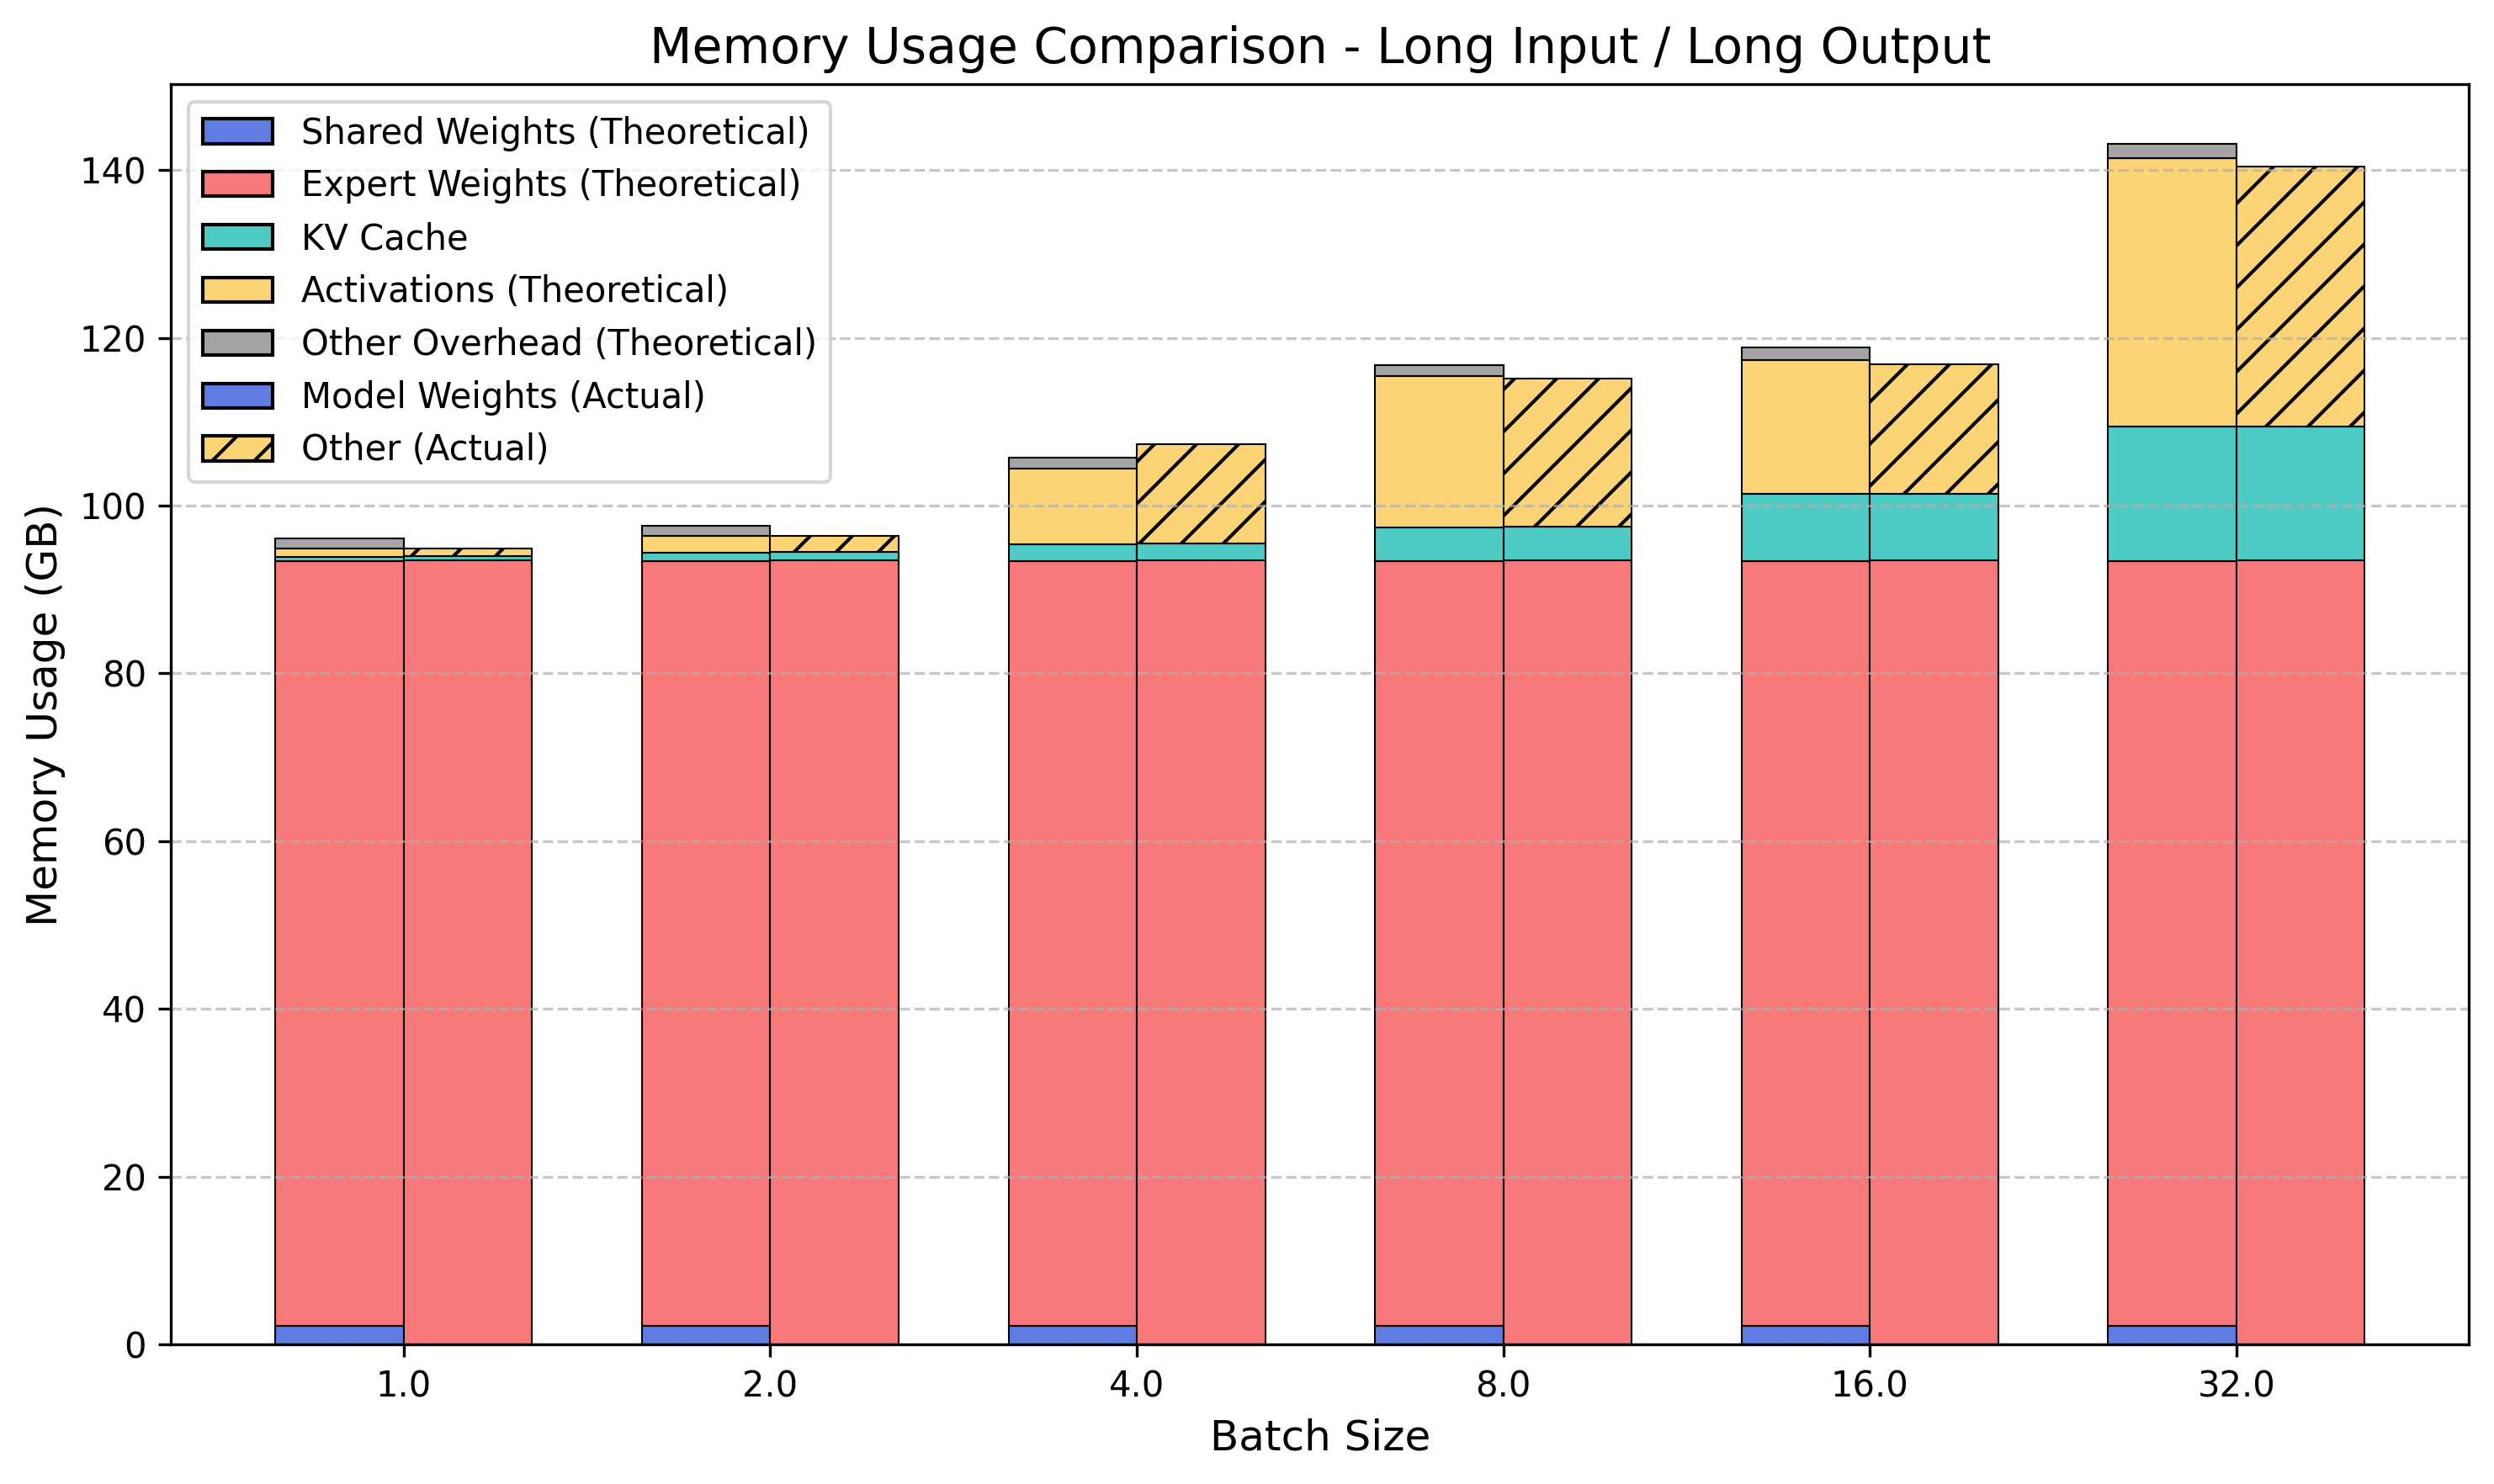 Memory Usage Comparison - Long Input / Long Output
Shared Weights (Theoretical)
Expert Weights (Theoretical)
KV Cache
Activations (Theoretical)
Other Overhead (Theoretical)
Model Weights (Actual)
Other (Actual)
Memory Usage (GB)
140
120
100
80
60
40
20
0
1.0
2.0
4.0
8.0
16.0
32.0
Batch Size